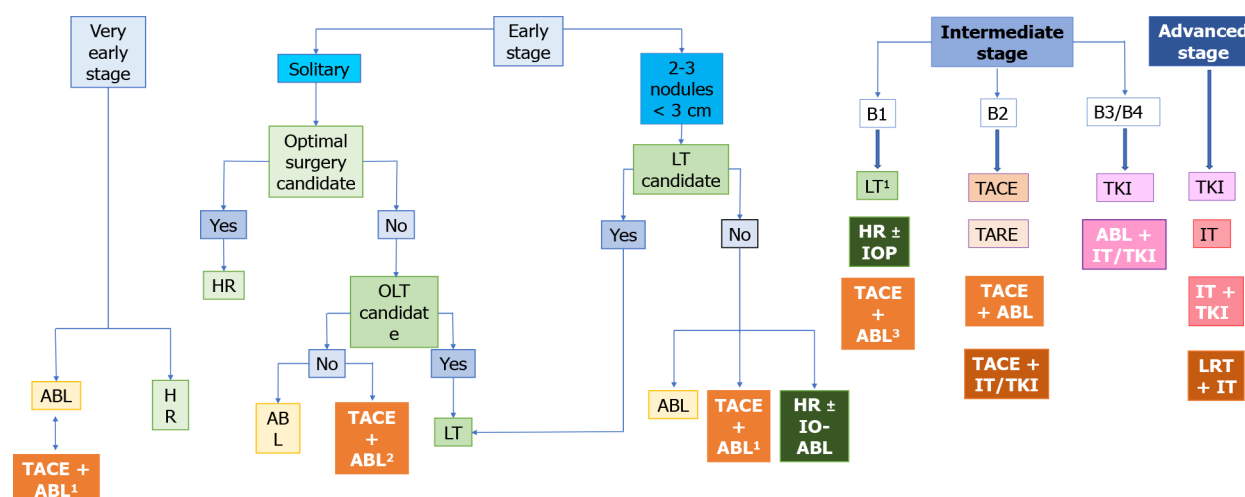 Very
early
stage
Early
stage
Intermediate
stage
Advanced
stage
Solitary
2-3
nodules
< 3 cm
B1
B2
B3/B4
Optimal
surgery
candidate
LT
candidate
LT¹
TACE
TKI
TKI
Yes
No
Yes
No
HR ±
IOP
TARE
ABL +
IT/TKI
IT
HR
OLT
candidat
e
TACE
+
ABL³
TACE
+ ABL
IT +
TKI
No
Yes
TACE +
IT/TKI
LRT
+ IT
ABL
H
R
AB
L
TACE
+
ABL²
LT
ABL
TACE
+
ABL¹
HR ±
IO-
ABL
TACE +
ABL¹